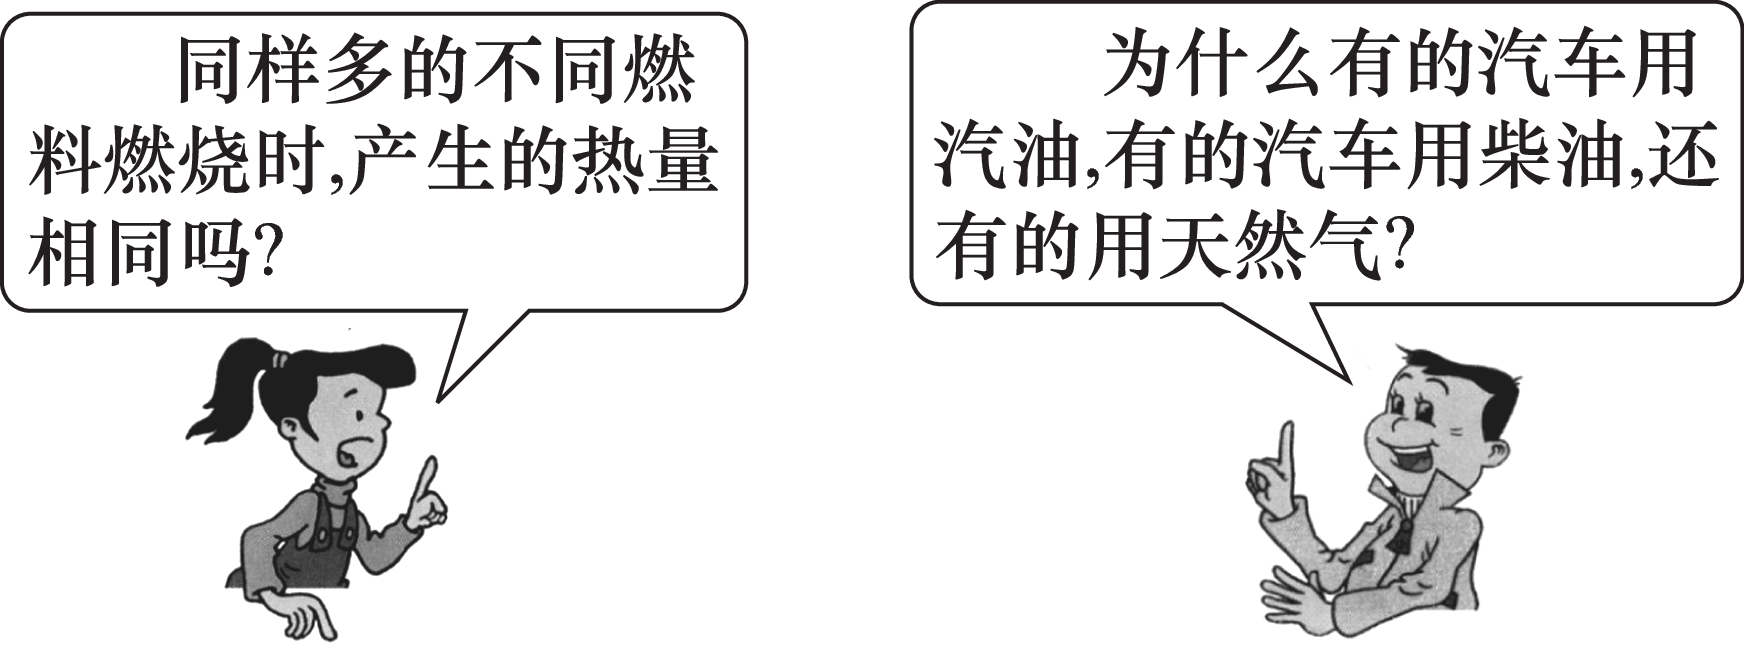 同样多的不同燃
料燃烧时,产生的热量
相同吗?
为什么有的汽车用
汽油,有的汽车用柴油,还
有的用天然气?